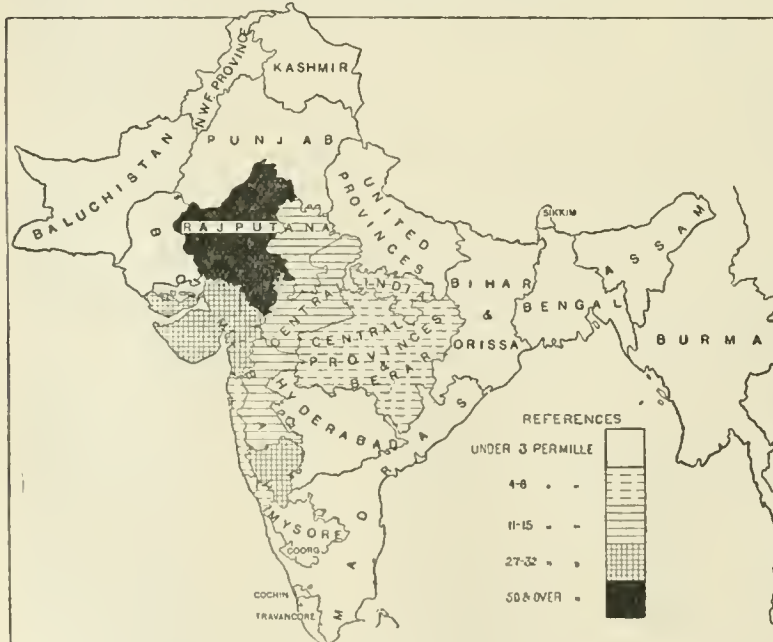 KASHMIR
N.W.F. PROVINCE
PUNJAB
BALUCHISTAN
RAJPUTANA
UNITED
PROVINCES
SIKKIM
ASSAM
CENTRAL INDIA
BIHAR
&
ORISSA
BENGAL
BURMA
BOMBAY
CENTRAL
PROVINCES
&
BERAR
HYDERABAD
MADRAS
MYSORE
COORG
COCHIN
TRAVANCORE
REFERENCES
UNDER 3 PERMILLE
4-8 " "
11-15 " "
27-32 " "
50 & OVER "